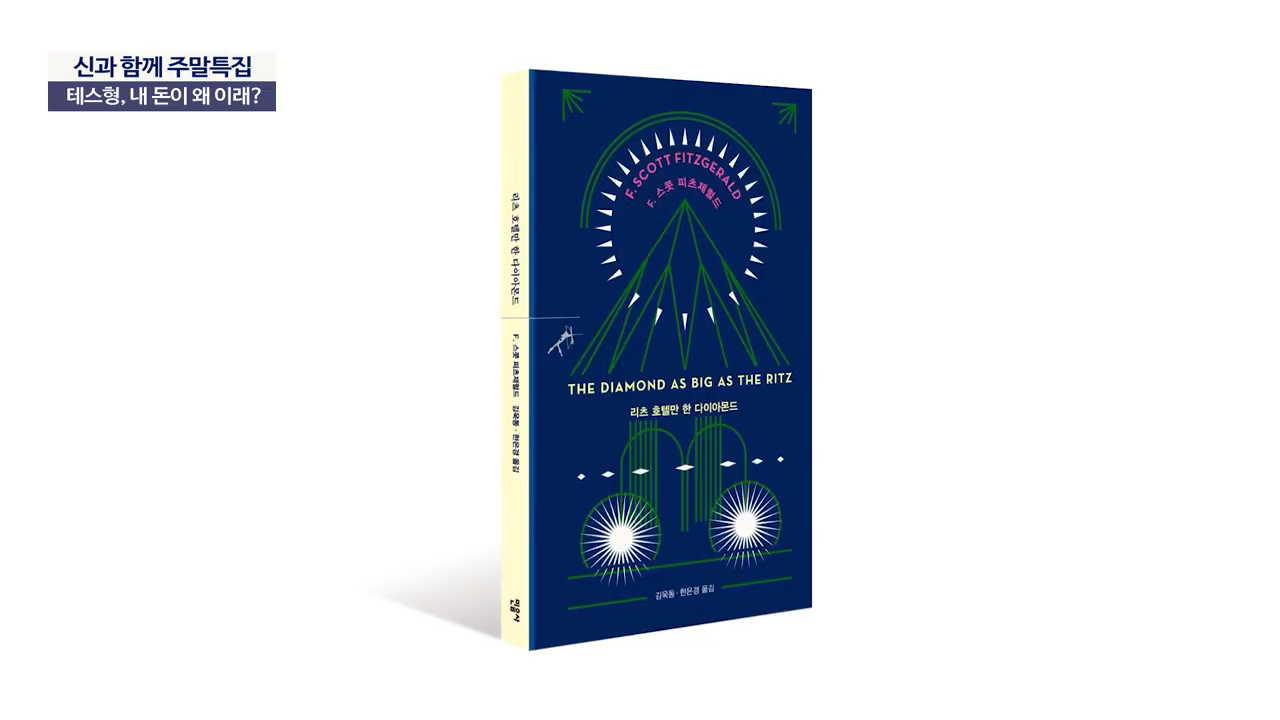 신과 함께 주말특집
테스형, 내 돈이 왜 이래?
리츠 호텔만 한 다이아몬드
F. 스콧 피츠제럴드 김욱동·한은경 옮김
민음사
F. SCOTT FITZGERALD
F. 스콧 피츠제럴드
THE DIAMOND AS BIG AS THE RITZ
리츠 호텔만 한 다이아몬드
김욱동·한은경 옮김